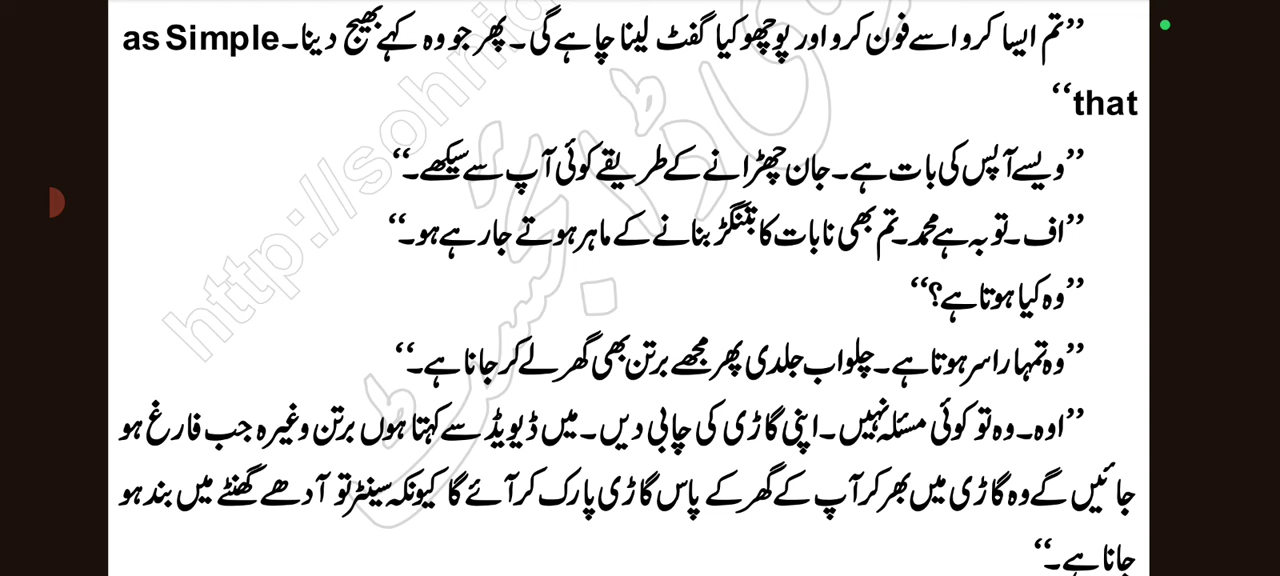 ’’تم ایسا کرو اسے فون کرو اور پوچھو کیا گفٹ لینا چاہے گی۔ پھر جو وہ کہے بھیج دینا۔ as Simple
that‘‘
’’ویسے آپس کی بات ہے۔ جان چھڑانے کے طریقے کوئی آپ سے سیکھے۔‘‘
’’اف۔ توبہ ہے محمد۔ تم بھی نا بات کا بتنگڑ بنانے کے ماہر ہوتے جا رہے ہو۔‘‘
’’وہ کیا ہوتا ہے؟‘‘
’’وہ تمہارا سر ہوتا ہے۔ چلو اب جلدی پھر مجھے برتن بھی گھر لے کر جانا ہے۔‘‘
’’اوہ۔ وہ تو کوئی مسئلہ نہیں۔ اپنی گاڑی کی چابی دیں۔ میں ڈیوڈ سے کہتا ہوں برتن وغیرہ جب فارغ ہو
جائیں گے وہ گاڑی میں بھر کر آپ کے گھر کے پاس گاڑی پارک کر آئے گا کیونکہ سینٹر تو آدھے گھنٹے میں بند ہو
جانا ہے۔‘‘